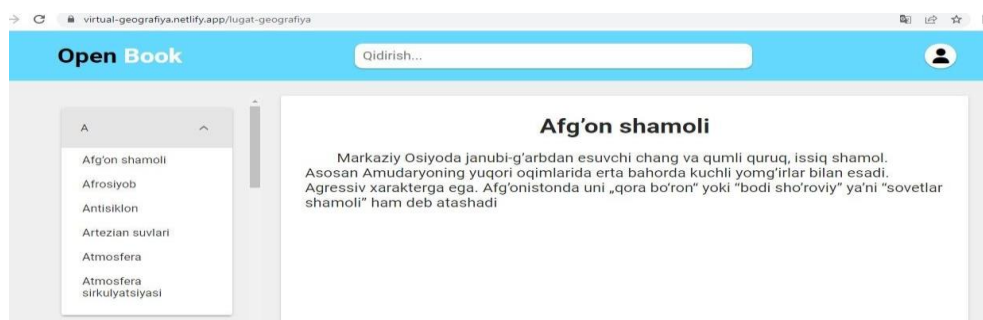 virtual-geografiya.netlify.app/lugat-geografiya
Open Book
Qidirish...
A
Afg'on shamoli
Afrosiyob
Antisiklon
Artezian suvlari
Atmosfera
Atmosfera
sirkulyatsiyasi
Afg'on shamoli
Markaziy Osiyoda janubi-g'arbdan esuvchi chang va qumli quruq, issiq shamol.
Asosan Amudaryoning yuqori oqimlarida erta bahorda kuchli yomg'irlar bilan esadi.
Agressiv xarakterga ega. Afg'onistonda uni „qora bo'ron“ yoki “bodi sho'roviy” ya'ni “sovetlar
shamoli” ham deb atashadi